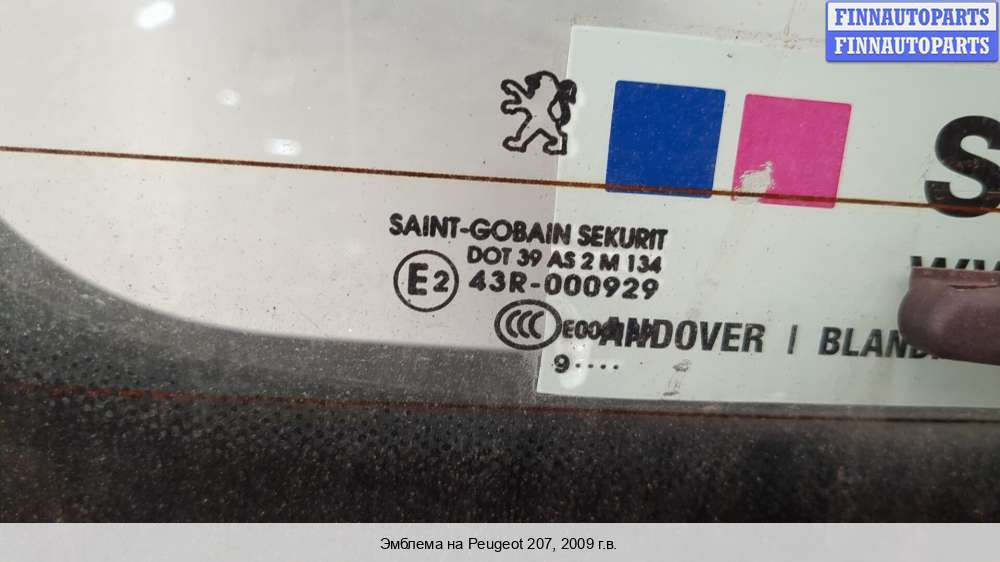 FINNAUTOPARTS
FINNAUTOPARTS
S
SAINT-GOBAIN SEKURIT
DOT 39 AS 2 M 134
E2 43R-000929
CCC
ANDOVER | BLAND
9····
Эмблема на Peugeot 207, 2009 г.в.